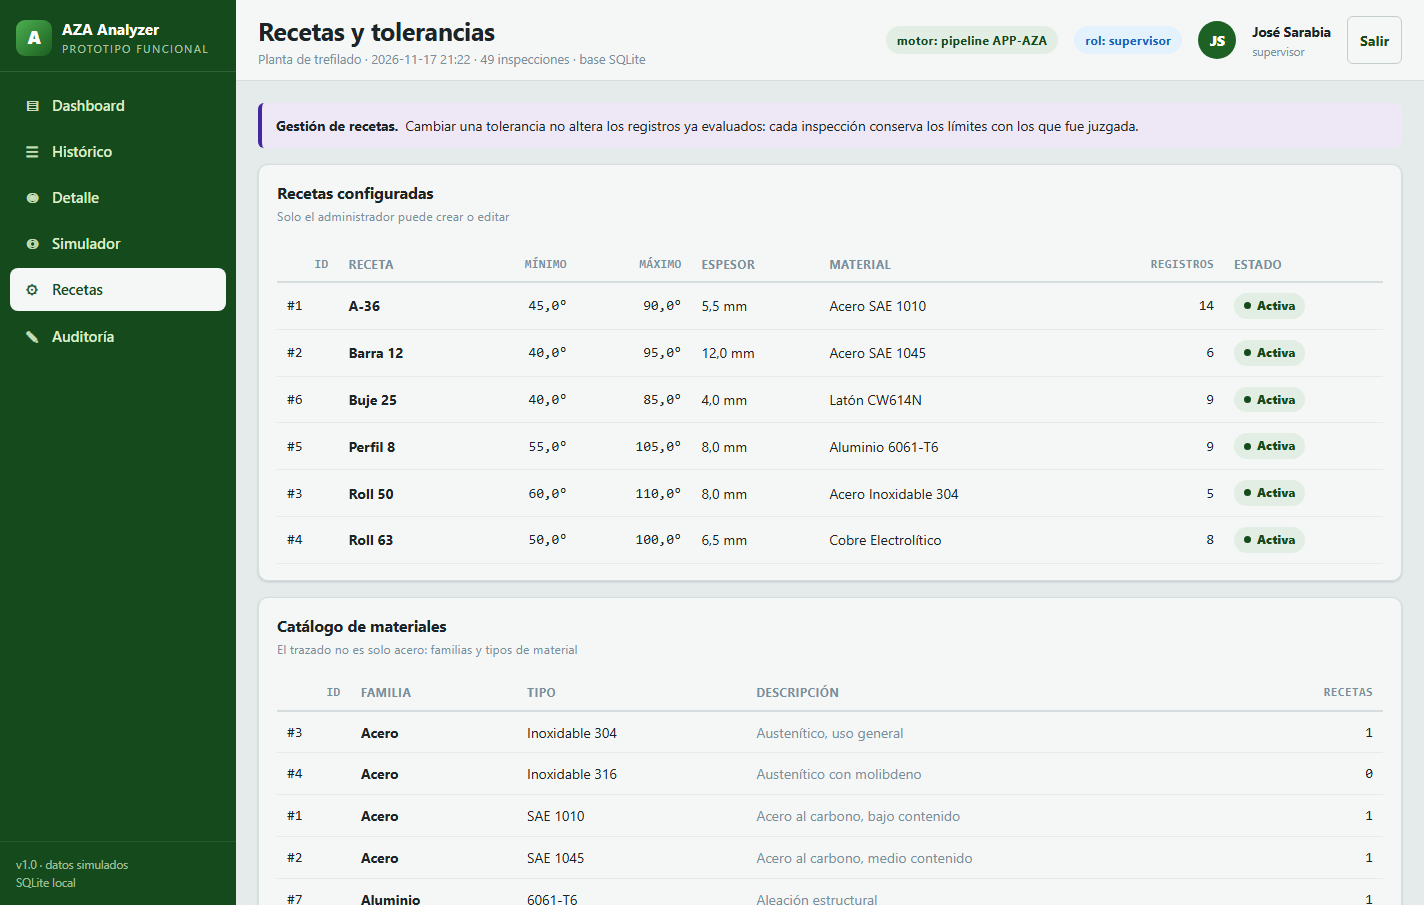 A
AZA Analyzer
PROTOTIPO FUNCIONAL
Dashboard
Histórico
Detalle
Simulador
Recetas
Auditoría
v1.0 · datos simulados
SQLite local
Recetas y tolerancias
Planta de trefilado · 2026-11-17 21:22 · 49 inspecciones · base SQLite
motor: pipeline APP-AZA
rol: supervisor
JS
José Sarabia
supervisor
Salir
Gestión de recetas. Cambiar una tolerancia no altera los registros ya evaluados: cada inspección conserva los límites con los que fue juzgada.
Recetas configuradas
Solo el administrador puede crear o editar
ID RECETA MÍNIMO MÁXIMO ESPESOR MATERIAL REGISTROS ESTADO
#1 A-36 45,0° 90,0° 5,5 mm Acero SAE 1010 14 Activa
#2 Barra 12 40,0° 95,0° 12,0 mm Acero SAE 1045 6 Activa
#6 Buje 25 40,0° 85,0° 4,0 mm Latón CW614N 9 Activa
#5 Perfil 8 55,0° 105,0° 8,0 mm Aluminio 6061-T6 9 Activa
#3 Roll 50 60,0° 110,0° 8,0 mm Acero Inoxidable 304 5 Activa
#4 Roll 63 50,0° 100,0° 6,5 mm Cobre Electrolítico 8 Activa
Catálogo de materiales
El trazado no es solo acero: familias y tipos de material
ID FAMILIA TIPO DESCRIPCIÓN RECETAS
#3 Acero Inoxidable 304 Austenítico, uso general 1
#4 Acero Inoxidable 316 Austenítico con molibdeno 0
#1 Acero SAE 1010 Acero al carbono, bajo contenido 1
#2 Acero SAE 1045 Acero al carbono, medio contenido 1
#7 Aluminio 6061-T6 Aleación estructural 1